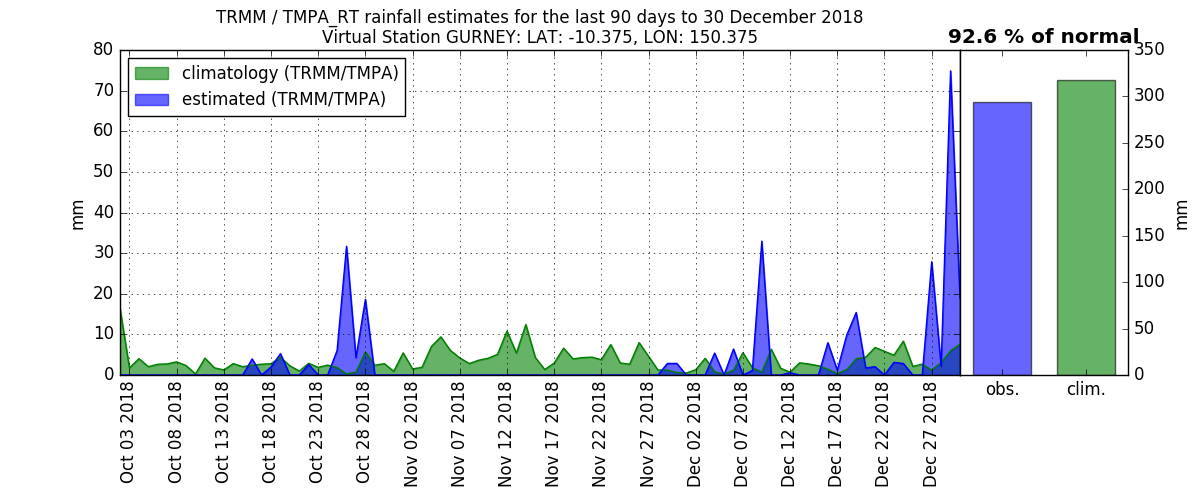 TRMM / TMPA_RT rainfall estimates for the last 90 days to 30 December 2018
Virtual Station GURNEY: LAT: -10.375, LON: 150.375
92.6 % of normal
climatology (TRMM/TMPA)
estimated (TRMM/TMPA)
80
70
60
50
40
30
20
10
0
mm
Oct 03 2018
Oct 08 2018
Oct 13 2018
Oct 18 2018
Oct 23 2018
Oct 28 2018
Nov 02 2018
Nov 07 2018
Nov 12 2018
Nov 17 2018
Nov 22 2018
Nov 27 2018
Dec 02 2018
Dec 07 2018
Dec 12 2018
Dec 17 2018
Dec 22 2018
Dec 27 2018
obs.
clim.
350
300
250
200
150
100
50
0
mm